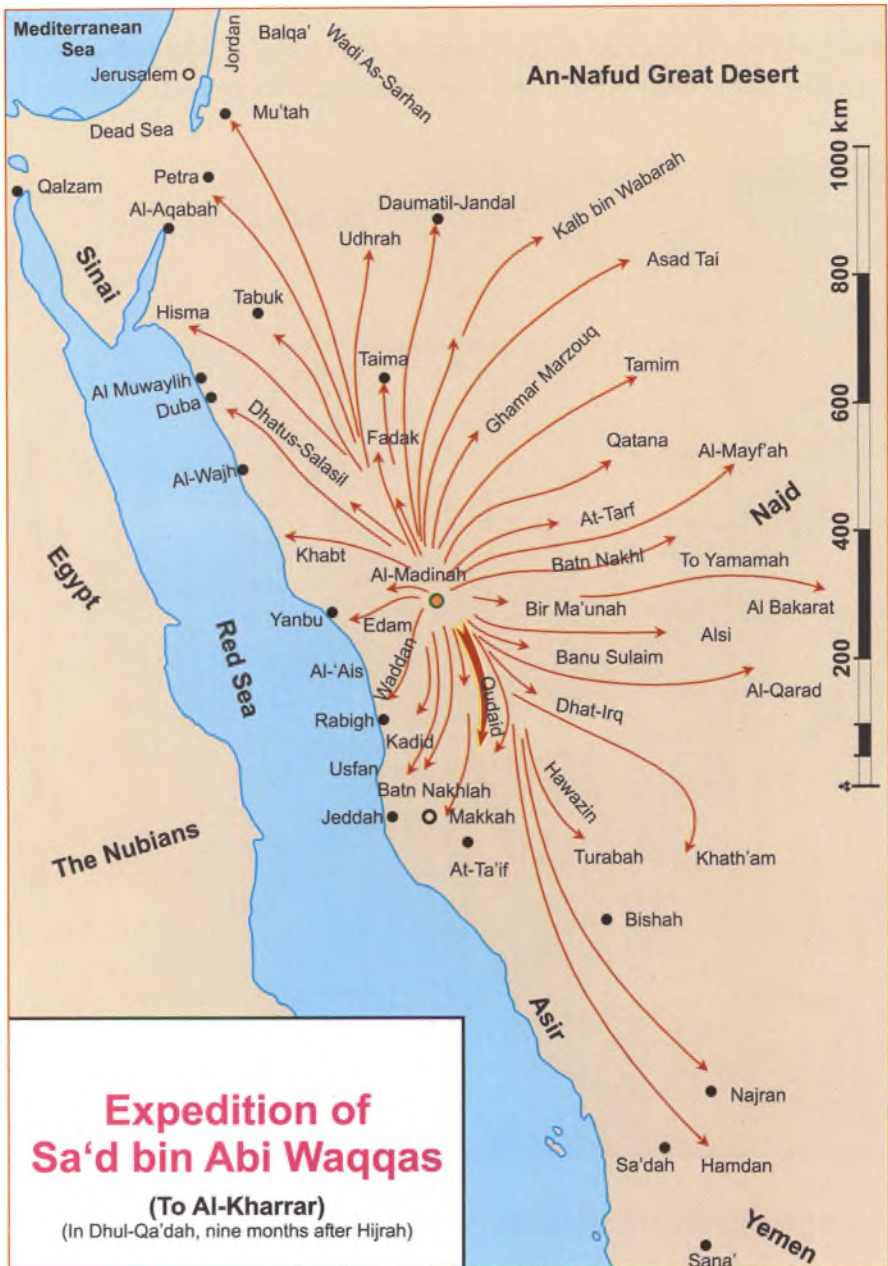 Mediterranean
Sea
Jordan
Balqa'
Wadi As-Sarhan
An-Nafud Great Desert
Jerusalem
Dead Sea
Mu'tah
Qalzam
Petra
Al-Aqabah
Daumatil-Jandal
Kalb bin Wabarah
Udhrah
Asad Tai
Sinai
Hisma
Tabuk
Taima
Ghamar Marzouq
Tamim
Al Muwaylih
Duba
Dhatus-Salasil
Fadak
Qatana
Al-Mayf'ah
Al-Wajh
At-Tarf
Najd
Khabt
Al-Madinah
Batn Nakhl
To Yamamah
Egypt
Yanbu
Edam
Bir Ma'unah
Al Bakarat
Red Sea
Al-'Ais
Waddan
Alsi
Banu Sulaim
Al-Qarad
Qudaid
Rabigh
Kadid
Dhat-Irq
Usfan
Batn Nakhlah
Hawazin
Jeddah
Makkah
The Nubians
At-Ta'if
Turabah
Khath'am
Bishah
Asir
Najran
Sa'dah
Hamdan
Yemen
Sana'
1000 km
800
600
400
200
Expedition of
Sa‘d bin Abi Waqqas
(To Al-Kharrar)
(In Dhul-Qa'dah, nine months after Hijrah)